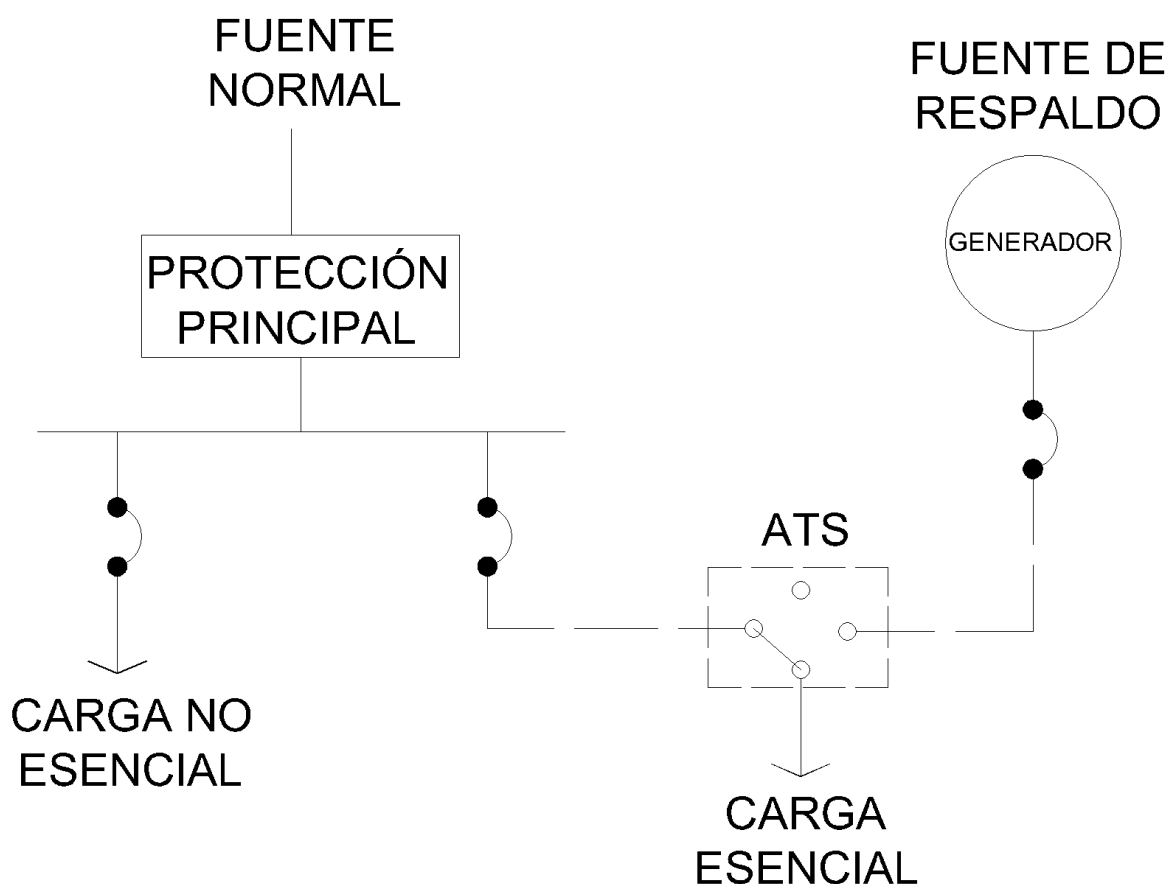 FUENTE
NORMAL
FUENTE DE
RESPALDO
PROTECCIÓN
PRINCIPAL
GENERADOR
ATS
CARGA NO
ESENCIAL
CARGA
ESENCIAL